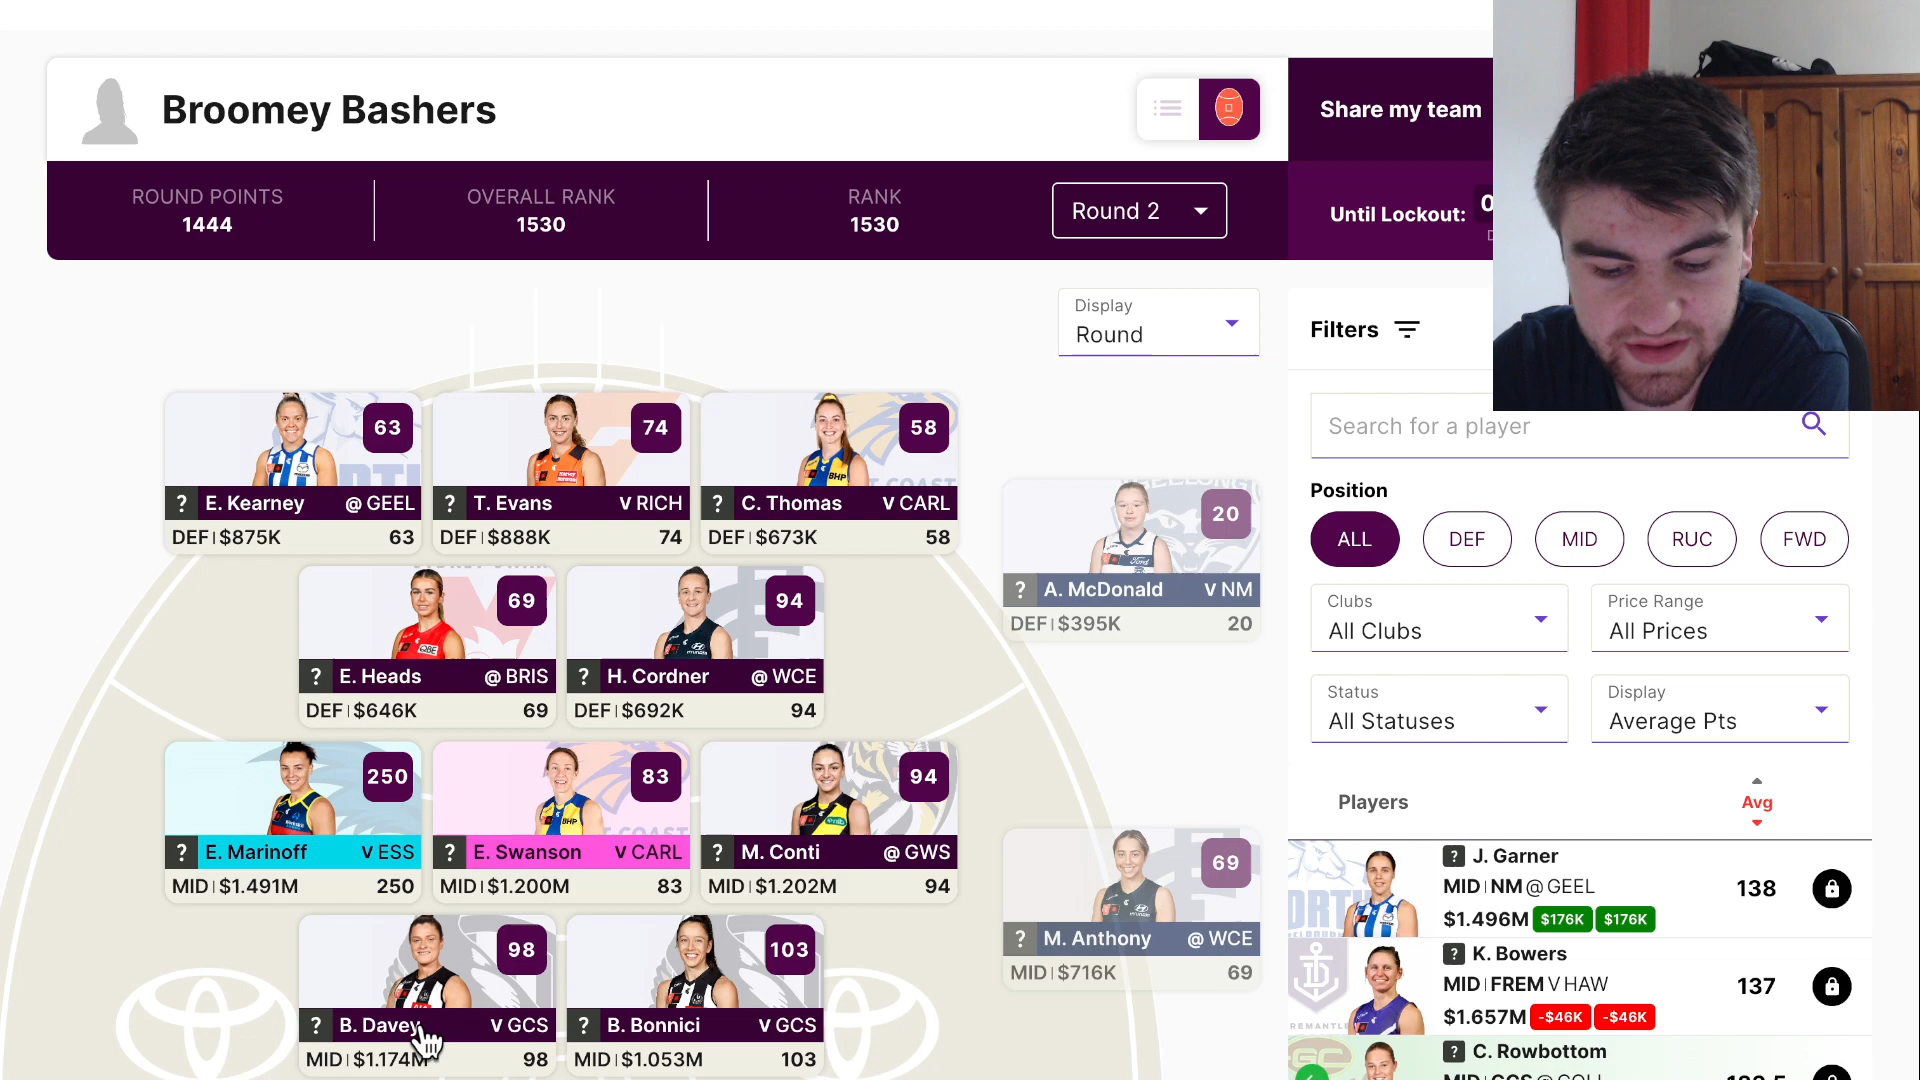 Broomey Bashers
Share my team
ROUND POINTS
1444
OVERALL RANK
1530
RANK
1530
Round 2
Until Lockout:
Display
Round
Filters
Search for a player
Position
ALL
DEF
MID
RUC
FWD
Clubs
All Clubs
Price Range
All Prices
Status
All Statuses
Display
Average Pts
Players
Avg
63
? E. Kearney @ GEEL
DEF | $875K 63
74
? T. Evans V RICH
DEF | $888K 74
58
? C. Thomas V CARL
DEF | $673K 58
20
? A. McDonald V NM
DEF | $395K 20
69
? E. Heads @ BRIS
DEF | $646K 69
94
? H. Cordner @ WCE
DEF | $692K 94
250
? E. Marinoff V ESS
MID | $1.491M 250
83
? E. Swanson V CARL
MID | $1.200M 83
94
? M. Conti @ GWS
MID | $1.202M 94
69
? M. Anthony @ WCE
MID | $716K 69
98
? B. Davey V GCS
MID | $1.174M 98
103
? B. Bonnici V GCS
MID | $1.053M 103
? J. Garner
MID | NM @ GEEL
138
$1.496M $176K $176K
? K. Bowers
MID | FREM V HAW
137
$1.657M -$46K -$46K
? C. Rowbottom